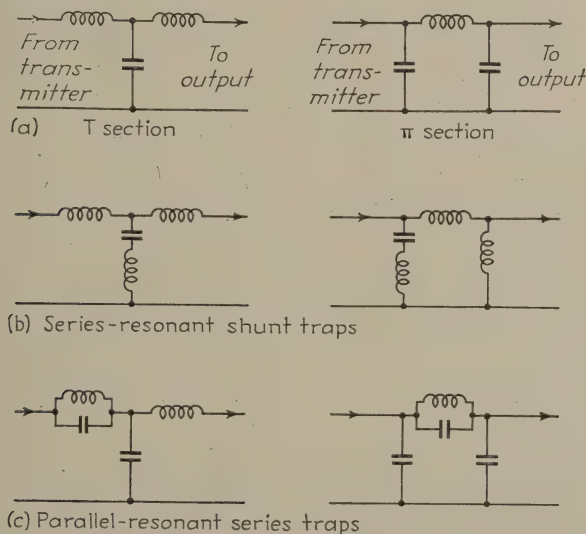 From
trans-
mitter
To
output
From
trans-
mitter
To
output
(a) T section
π section
(b) Series-resonant shunt traps
(c) Parallel-resonant series traps